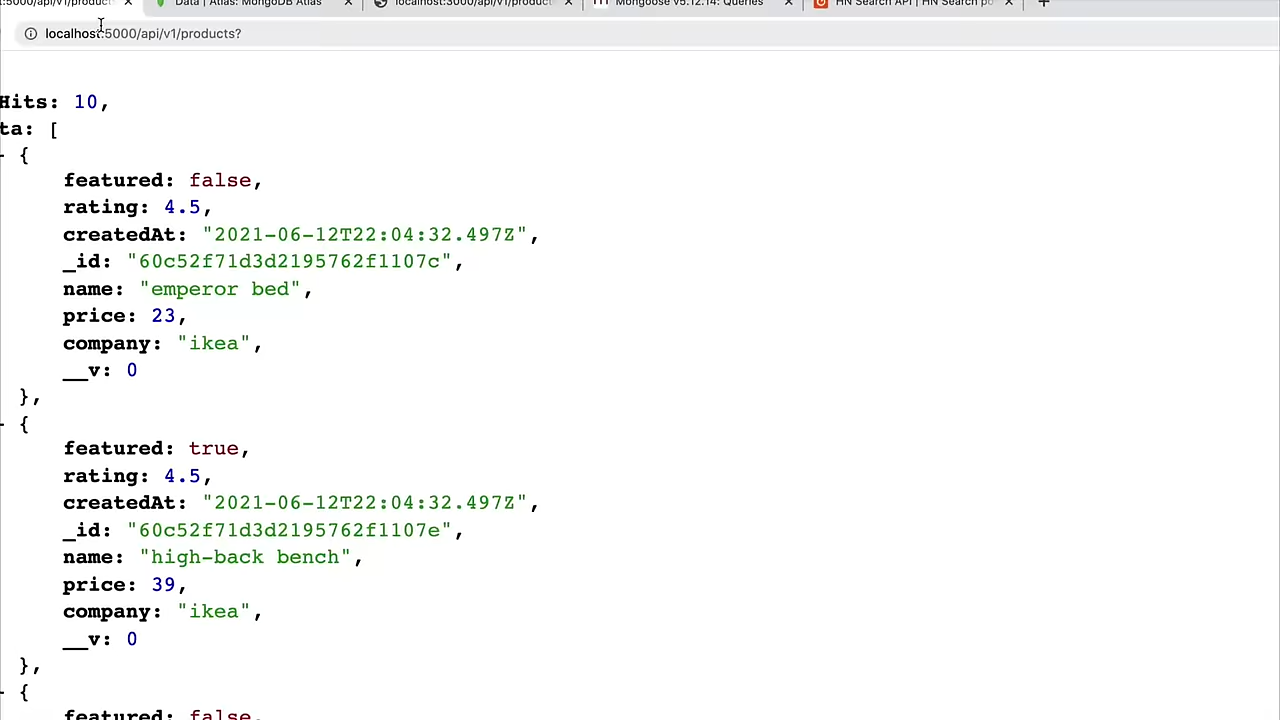 :5000/api/v1/product × Data | Atlas: MongoDB Atlas × localhost:3000/api/v1/product × Mongoose v5.12.14: Queries × HN Search API | HN Search po × +
localhost:5000/api/v1/products?
Hits: 10,
ta: [
- {
featured: false,
rating: 4.5,
createdAt: "2021-06-12T22:04:32.497Z",
_id: "60c52f71d3d2195762f1107c",
name: "emperor bed",
price: 23,
company: "ikea",
__v: 0
},
- {
featured: true,
rating: 4.5,
createdAt: "2021-06-12T22:04:32.497Z",
_id: "60c52f71d3d2195762f1107e",
name: "high-back bench",
price: 39,
company: "ikea",
__v: 0
},
- {
featured: false,